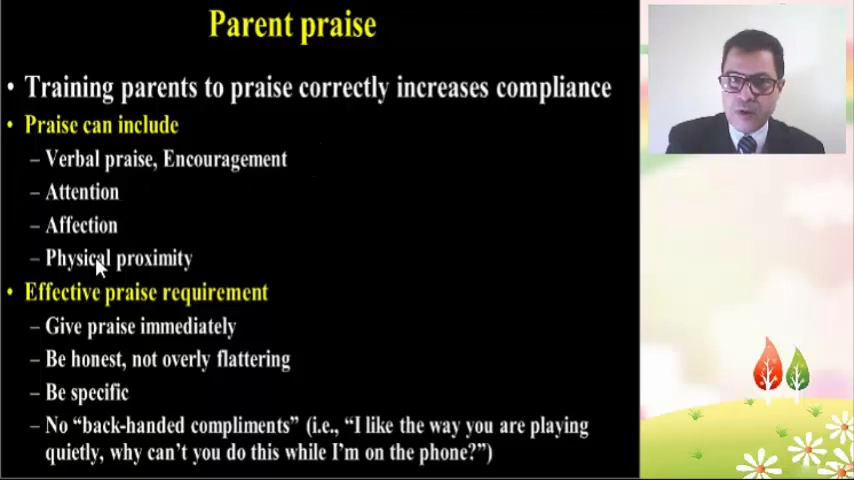 Parent praise
• Training parents to praise correctly increases compliance
• Praise can include
– Verbal praise, Encouragement
– Attention
– Affection
– Physical proximity
• Effective praise requirement
– Give praise immediately
– Be honest, not overly flattering
– Be specific
– No “back-handed compliments” (i.e., “I like the way you are playing
quietly, why can’t you do this while I’m on the phone?”)